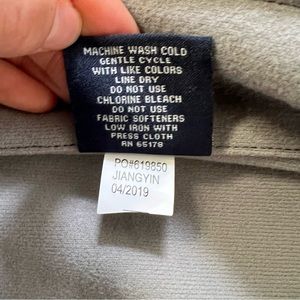 MACHINE WASH COLD
GENTLE CYCLE
WITH LIKE COLORS
LINE DRY
DO NOT USE
CHLORINE BLEACH
DO NOT USE
FABRIC SOFTENERS
LOW IRON WITH
PRESS CLOTH
RN 65178
PO#619850
JIANGYIN
04/2019